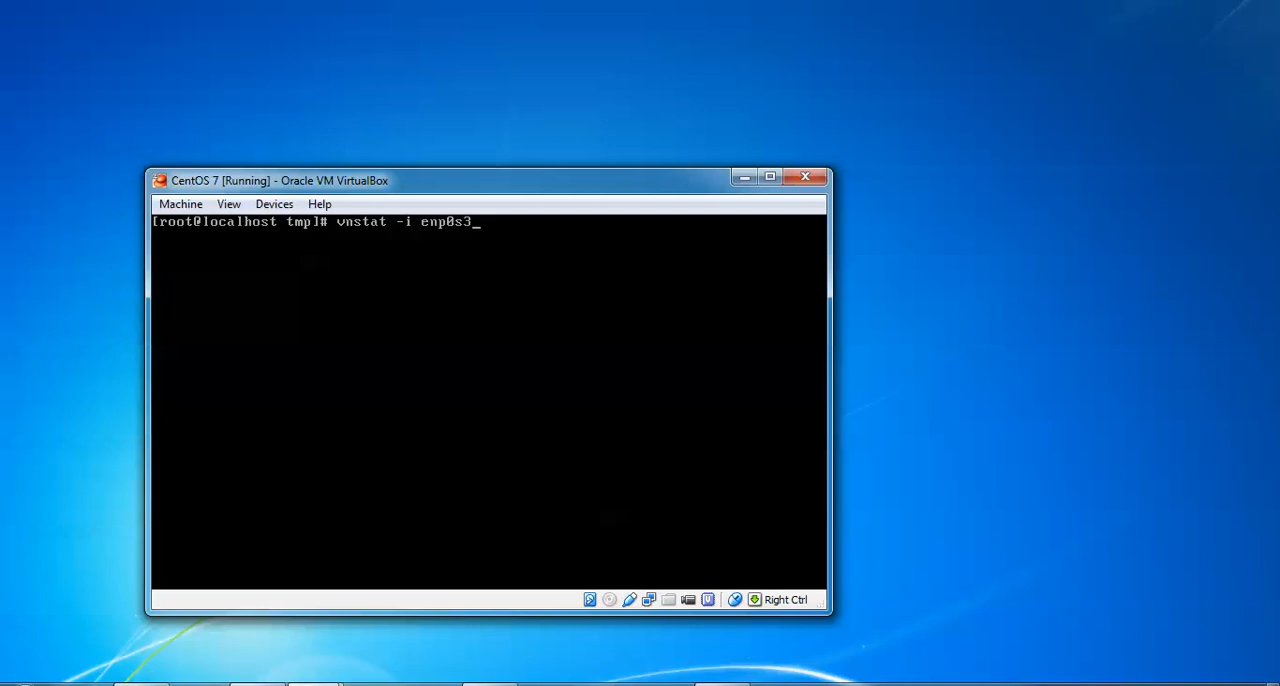 CentOS 7 [Running] - Oracle VM VirtualBox
Machine View Devices Help
[root@localhost tmp]# vnstat -i enp0s3_
Right Ctrl